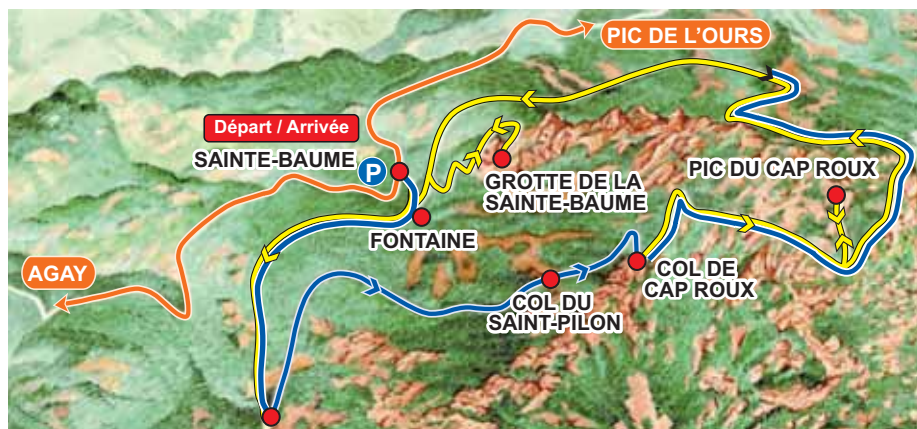 PIC DE L'OURS
Départ / Arrivée
SAINTE-BAUME
P
GROTTE DE LA
SAINTE-BAUME
PIC DU CAP ROUX
FONTAINE
AGAY
COL DU
SAINT-PILON
COL DE
CAP ROUX